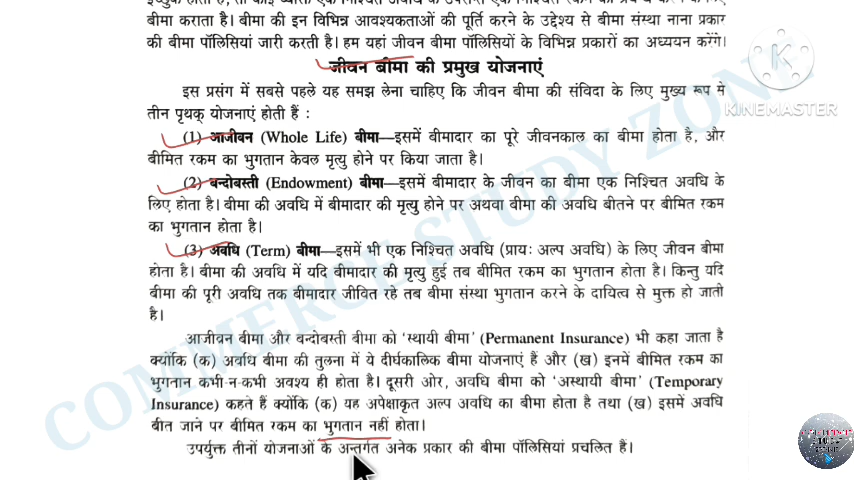 बीमा कराता है। बीमा की इन विभिन्न आवश्यकताओं की पूर्ति करने के उद्देश्य से बीमा संस्था नाना प्रकार
की बीमा पॉलिसियां जारी करती है। हम यहां जीवन बीमा पॉलिसियों के विभिन्न प्रकारों का अध्ययन करेंगे।
जीवन बीमा की प्रमुख योजनाएं
इस प्रसंग में सबसे पहले यह समझ लेना चाहिए कि जीवन बीमा की संविदा के लिए मुख्य रूप मे
तीन पृथक् योजनाएं होती हैं :
(1) आजीवन (Whole Life) बीमा—इसमें बीमादार का पूरे जीवनकाल का बीमा होता है, और
बीमित रकम का भुगतान केवल मृत्यु होने पर किया जाता है।
(2) बन्दोबस्ती (Endowment) बीमा—इसमें बीमादार के जीवन का बीमा एक निश्चित अवधि के
लिए होता है। बीमा की अवधि में बीमादार की मृत्यु होने पर अथवा बीमा की अवधि बीतने पर बीमित रकम
का भुगतान होता है।
(3) अवधि (Term) बीमा—इसमें भी एक निश्चित अवधि (प्रायः अल्प अवधि) के लिए जीवन बीमा
होता है। बीमा की अवधि में यदि बीमादार की मृत्यु हुई तब बीमित रकम का भुगतान होता है। किन्तु यदि
बीमा की पूरी अवधि तक बीमादार जीवित रहे तब बीमा संस्था भुगतान करने के दायित्व से मुक्त हो जाती
है।
आजीवन बीमा और बन्दोबस्ती बीमा को ‘स्थायी बीमा’ (Permanent Insurance) भी कहा जाता है
क्योंकि (क) अवधि बीमा की तुलना में ये दीर्घकालिक बीमा योजनाएं हैं और (ख) इनमें बीमित रकम का
भुगतान कभी-न-कभी अवश्य ही होता है। दूसरी ओर, अवधि बीमा को ‘अस्थायी बीमा’ (Temporary
Insurance) कहते हैं क्योंकि (क) यह अपेक्षाकृत अल्प अवधि का बीमा होता है तथा (ख) इसमें अवधि
बीत जाने पर बीमित रकम का भुगतान नहीं होता।
उपर्युक्त तीनों योजनाओं के अन्तर्गत अनेक प्रकार की बीमा पॉलिसियां प्रचलित हैं।
COMMERCE STUDY ZONE
KINEMASTER